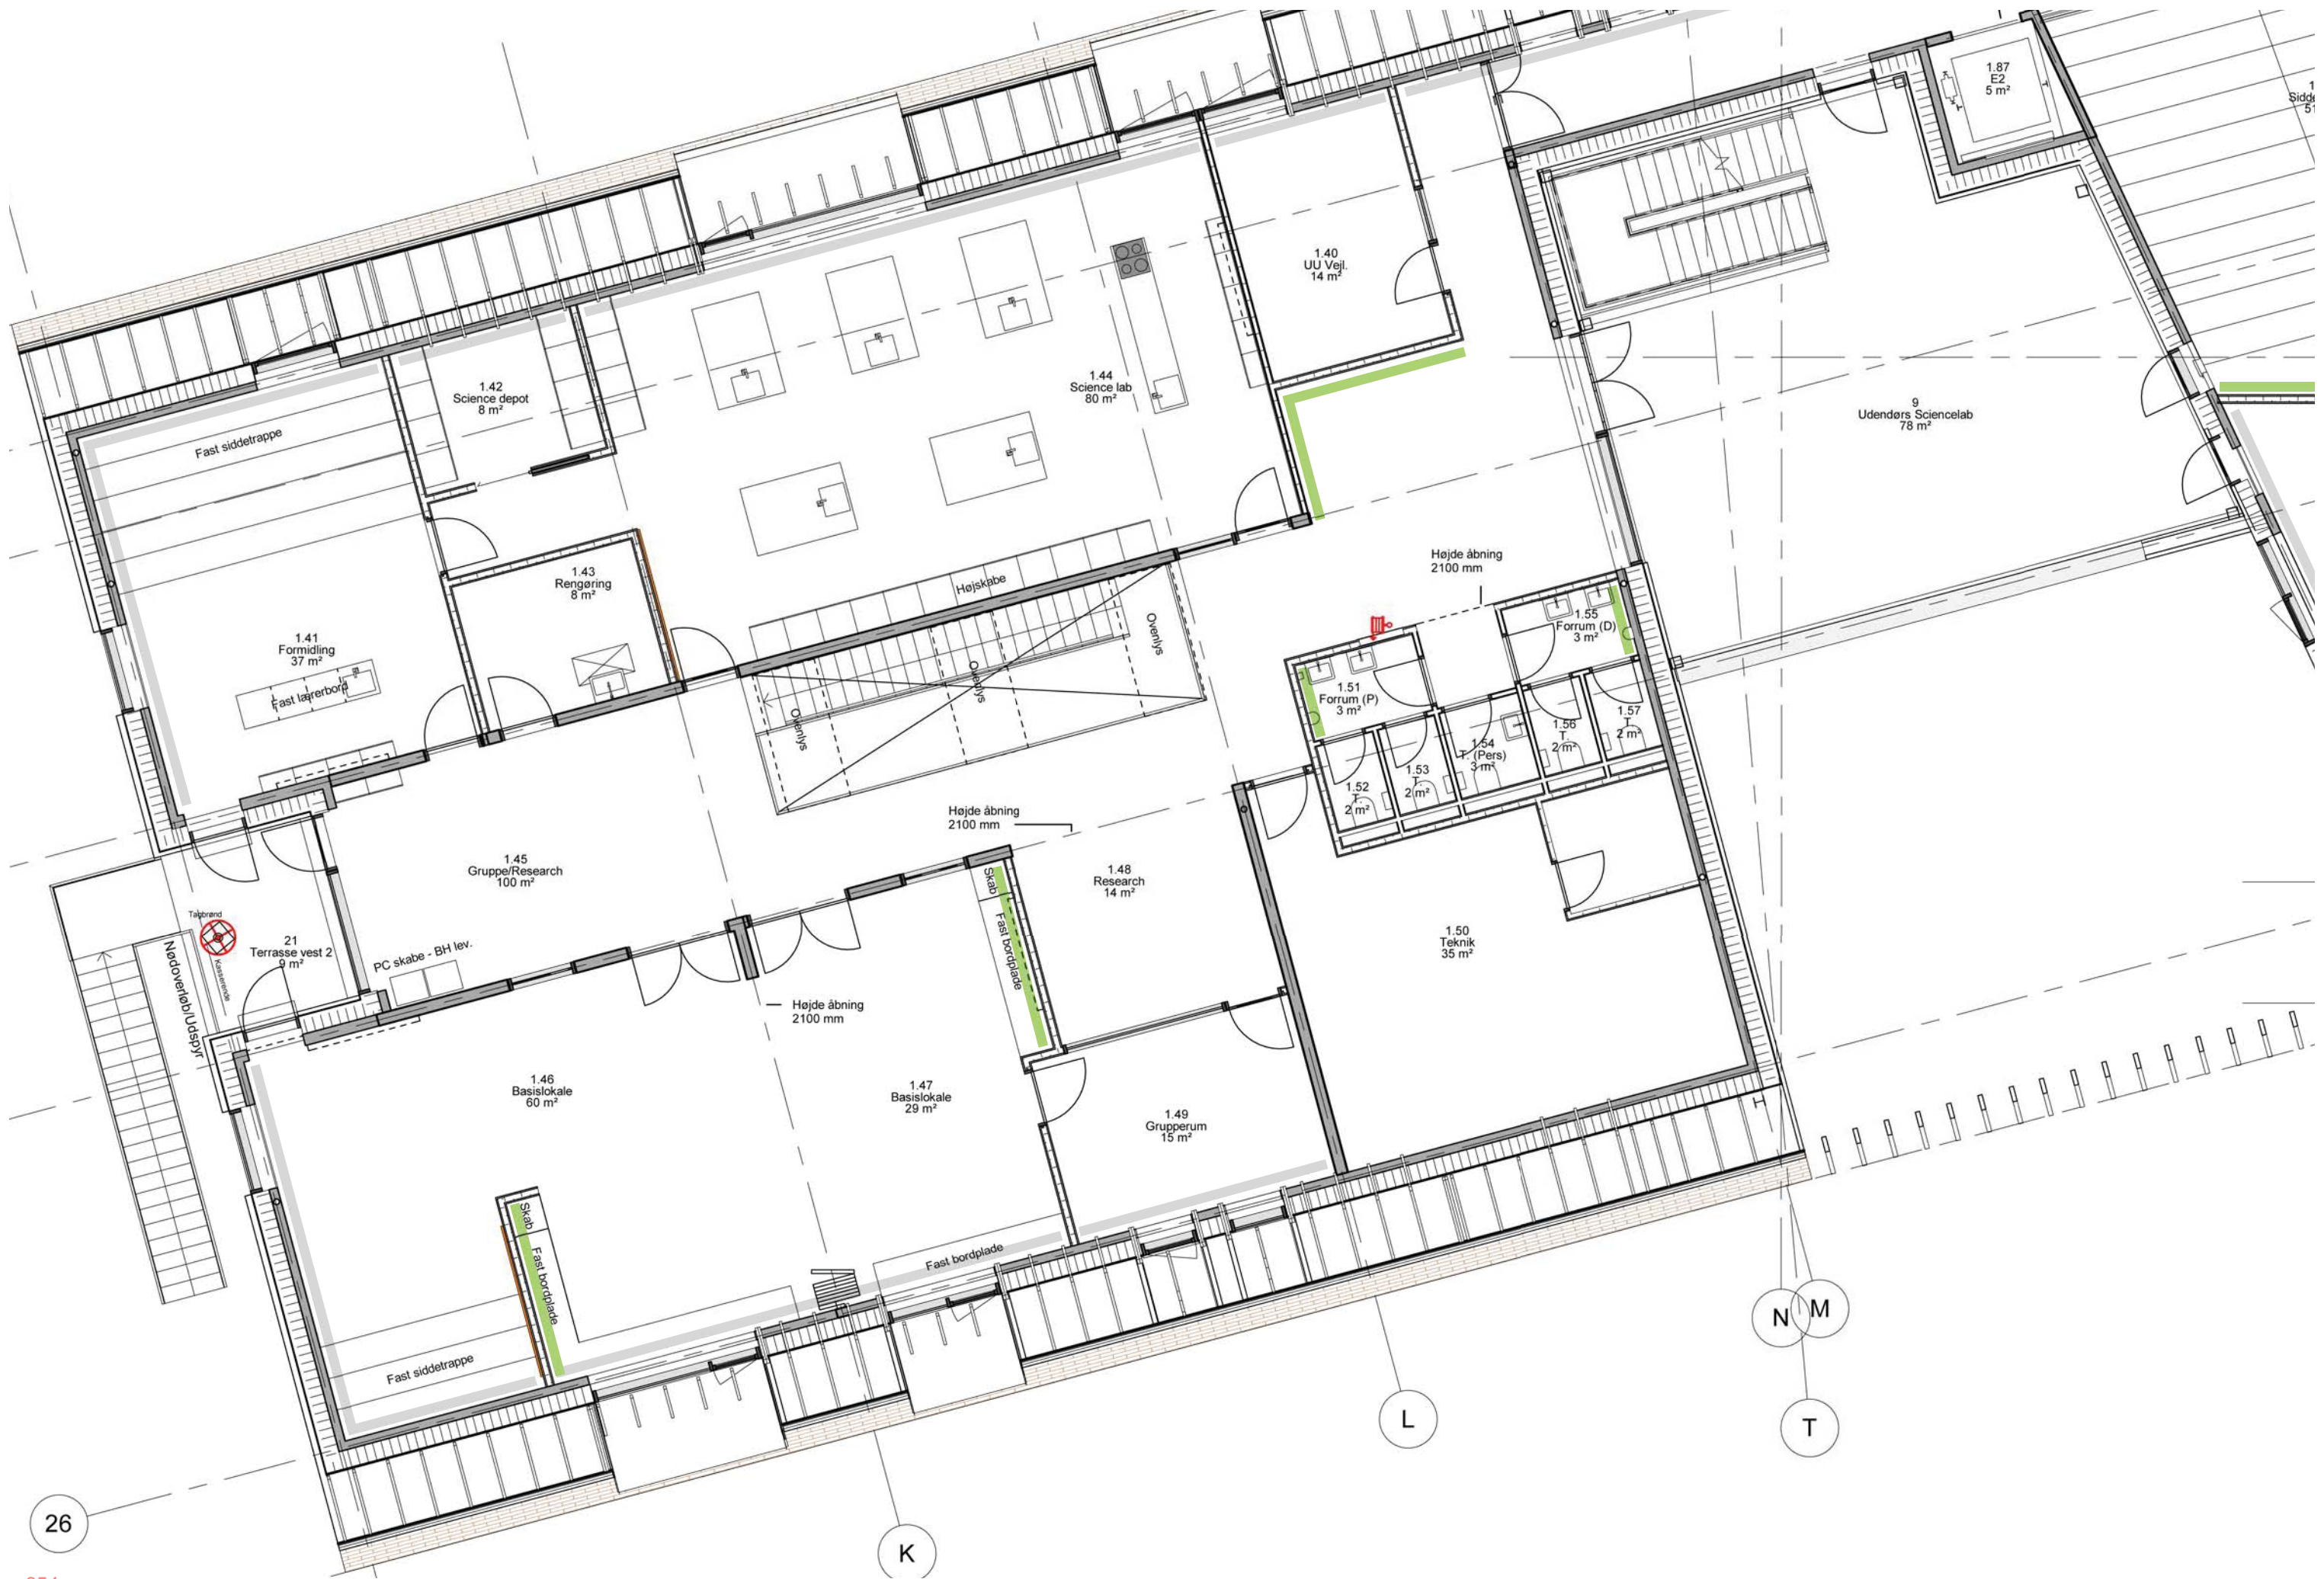 1.87
E2
5 m²
1.40
UU Vejl.
14 m²
1.42
Science depot
8 m²
1.44
Science lab
80 m²
9
Udendørs Sciencelab
78 m²
Fast siddetrappe
Højde åbning
2100 mm
1.43
Rengøring
8 m²
Højskabe
1.41
Formidling
37 m²
Fast lærerbord
Ovenlys
Ovenlys
Ovenlys
1.55
Forrum (D)
3 m²
1.51
Forrum (P)
3 m²
1.57
T.
2 m²
1.56
T.
2 m²
1.54
T. (Pers)
3 m²
1.53
T.
2 m²
1.52
T.
2 m²
Højde åbning
2100 mm
1.45
Gruppe/Research
100 m²
1.48
Research
14 m²
Skab
Fast bordplade
Tagbrønd
21
Terrasse vest 2
9 m²
Kasserende
Nødoverløb/Udspyr
PC skabe - BH lev.
1.50
Teknik
35 m²
Højde åbning
2100 mm
1.46
Basislokale
60 m²
1.47
Basislokale
29 m²
1.49
Grupperum
15 m²
Skab
Fast bordplade
Fast bordplade
Fast siddetrappe
N
M
L
T
26
K